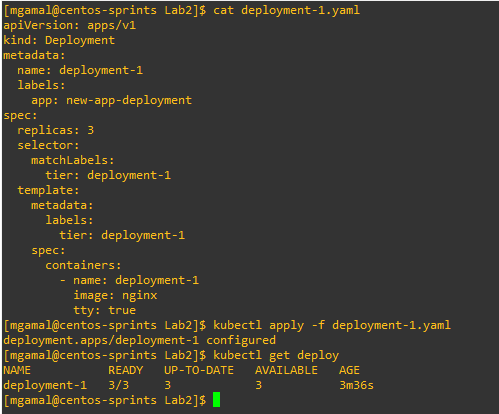 [mgamal@centos-sprints Lab2]$ cat deployment-1.yaml
apiVersion: apps/v1
kind: Deployment
metadata:
  name: deployment-1
  labels:
    app: new-app-deployment
spec:
  replicas: 3
  selector:
    matchLabels:
      tier: deployment-1
  template:
    metadata:
      labels:
        tier: deployment-1
    spec:
      containers:
        - name: deployment-1
          image: nginx
          tty: true
[mgamal@centos-sprints Lab2]$ kubectl apply -f deployment-1.yaml
deployment.apps/deployment-1 configured
[mgamal@centos-sprints Lab2]$ kubectl get deploy
NAME           READY   UP-TO-DATE   AVAILABLE   AGE
deployment-1   3/3     3            3           3m36s
[mgamal@centos-sprints Lab2]$